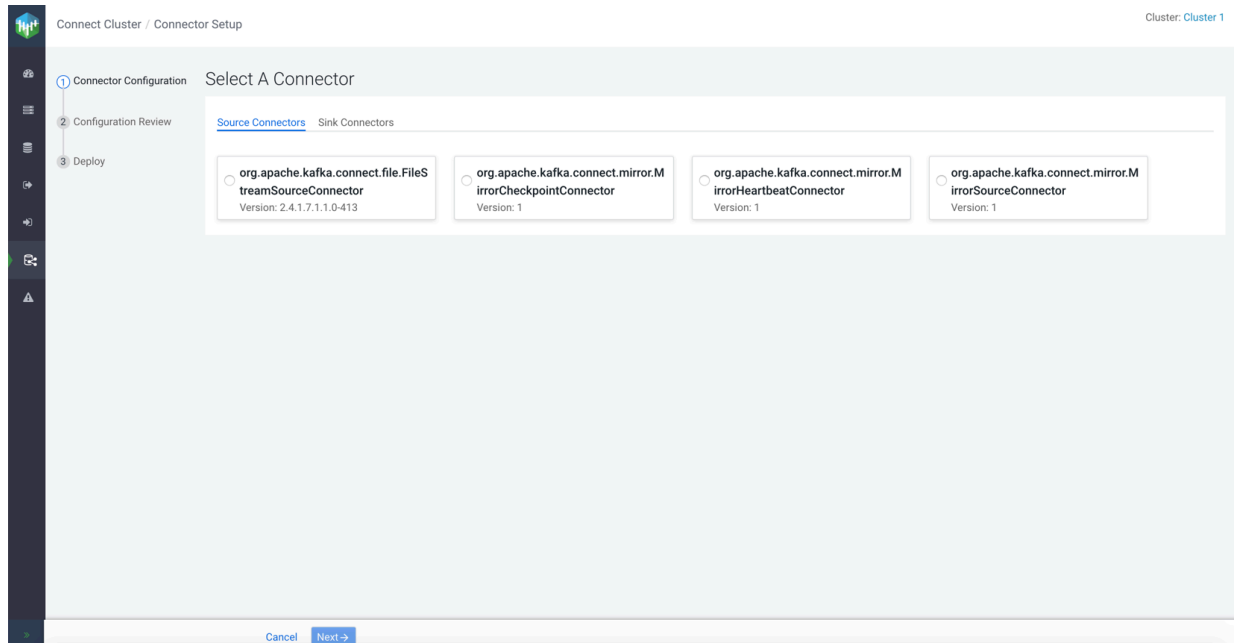 Connect Cluster / Connector Setup
Cluster: Cluster 1
1 Connector Configuration
2 Configuration Review
3 Deploy
Select A Connector
Source Connectors Sink Connectors
org.apache.kafka.connect.file.FileS
treamSourceConnector
Version: 2.4.1.7.1.1.0-413
org.apache.kafka.connect.mirror.M
irrorCheckpointConnector
Version: 1
org.apache.kafka.connect.mirror.M
irrorHeartbeatConnector
Version: 1
org.apache.kafka.connect.mirror.M
irrorSourceConnector
Version: 1
Cancel Next →